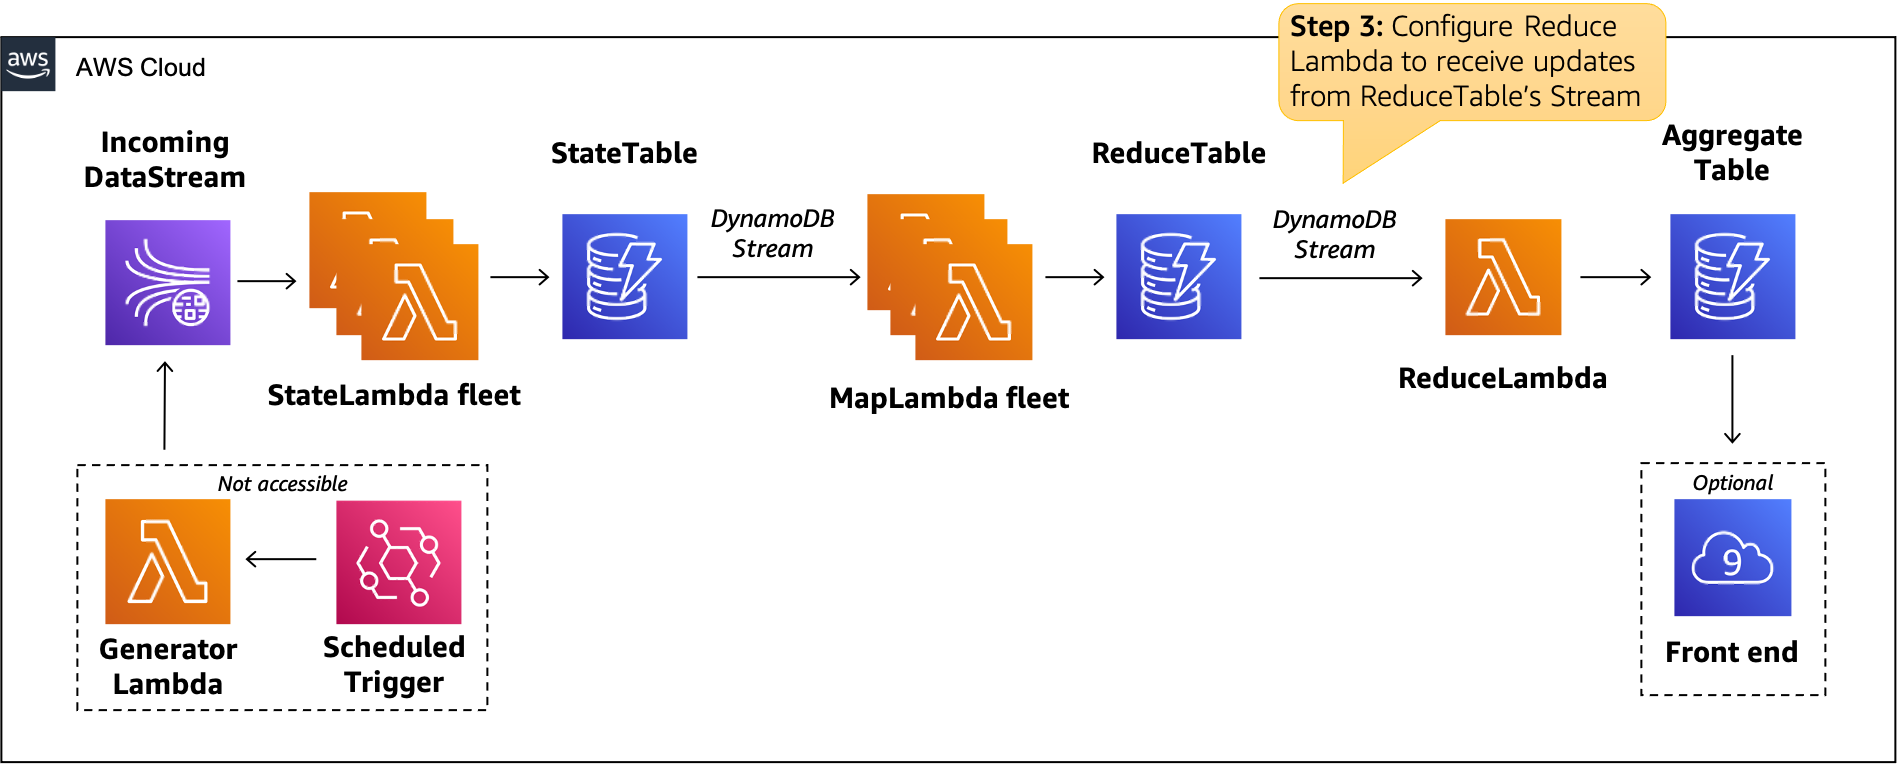 Step 3: Configure Reduce
Lambda to receive updates
from ReduceTable's Stream
aws
AWS Cloud
Incoming
DataStream
StateTable
ReduceTable
Aggregate
Table
DynamoDB
Stream
DynamoDB
Stream
StateLambda fleet
MapLambda fleet
ReduceLambda
Not accessible
Generator
Lambda
Scheduled
Trigger
Optional
9
Front end